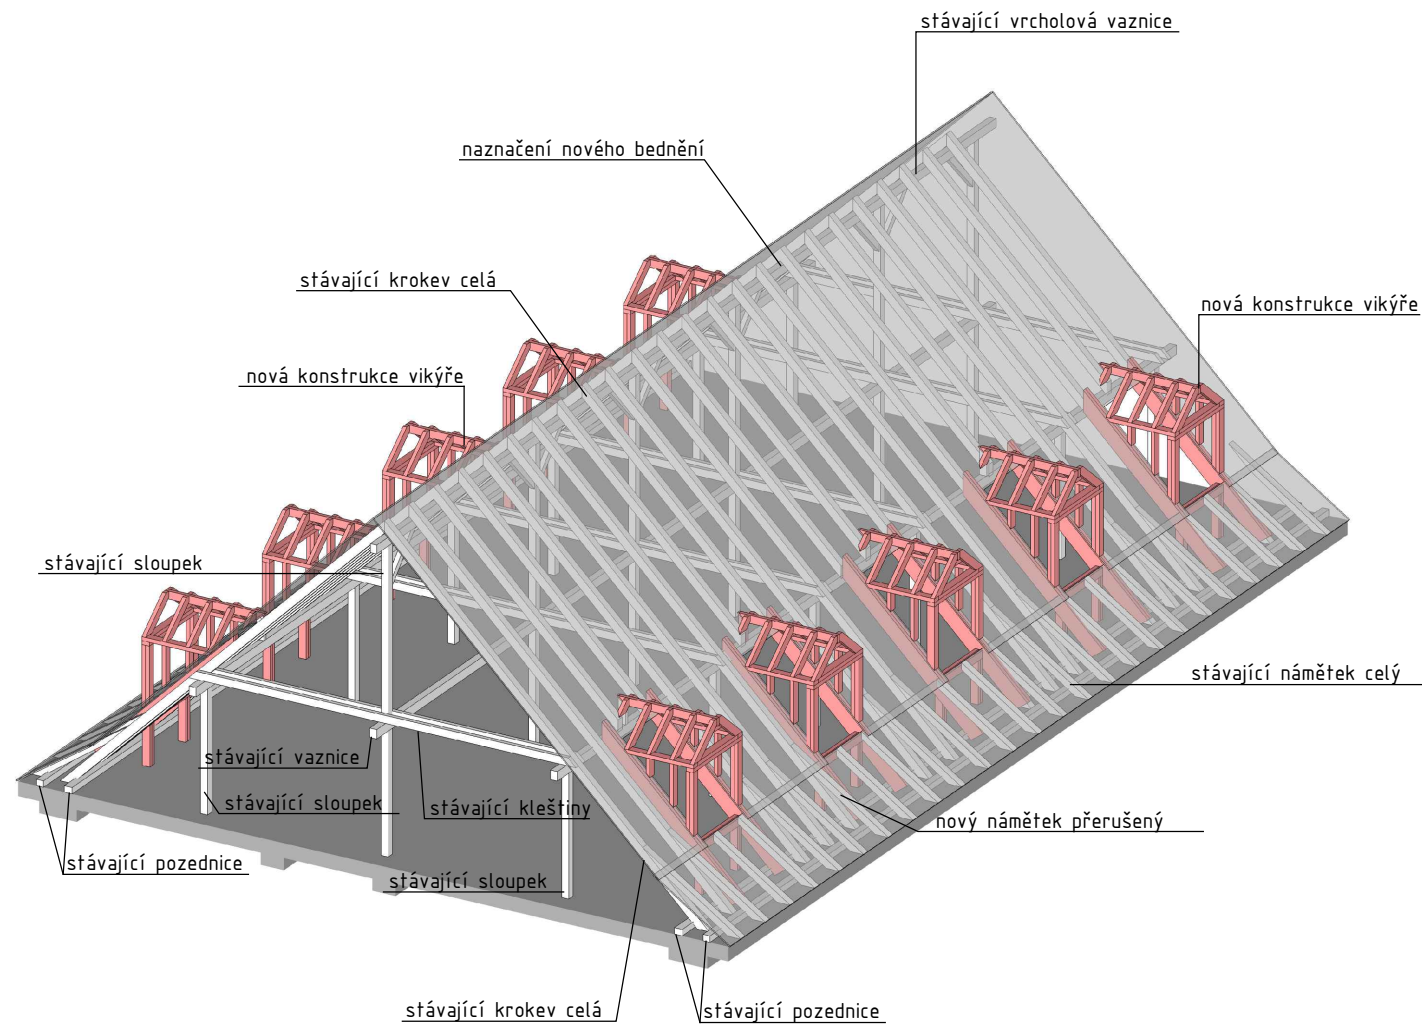 stávající vrcholová vaznice
naznačení nového bednění
stávající krokev celá
nová konstrukce vikýře
nová konstrukce vikýře
stávající sloupek
stávající námětek celý
stávající vaznice
stávající sloupek
stávající kleštiny
nový námětek přerušený
stávající pozednice
stávající sloupek
stávající krokev celá
stávající pozednice